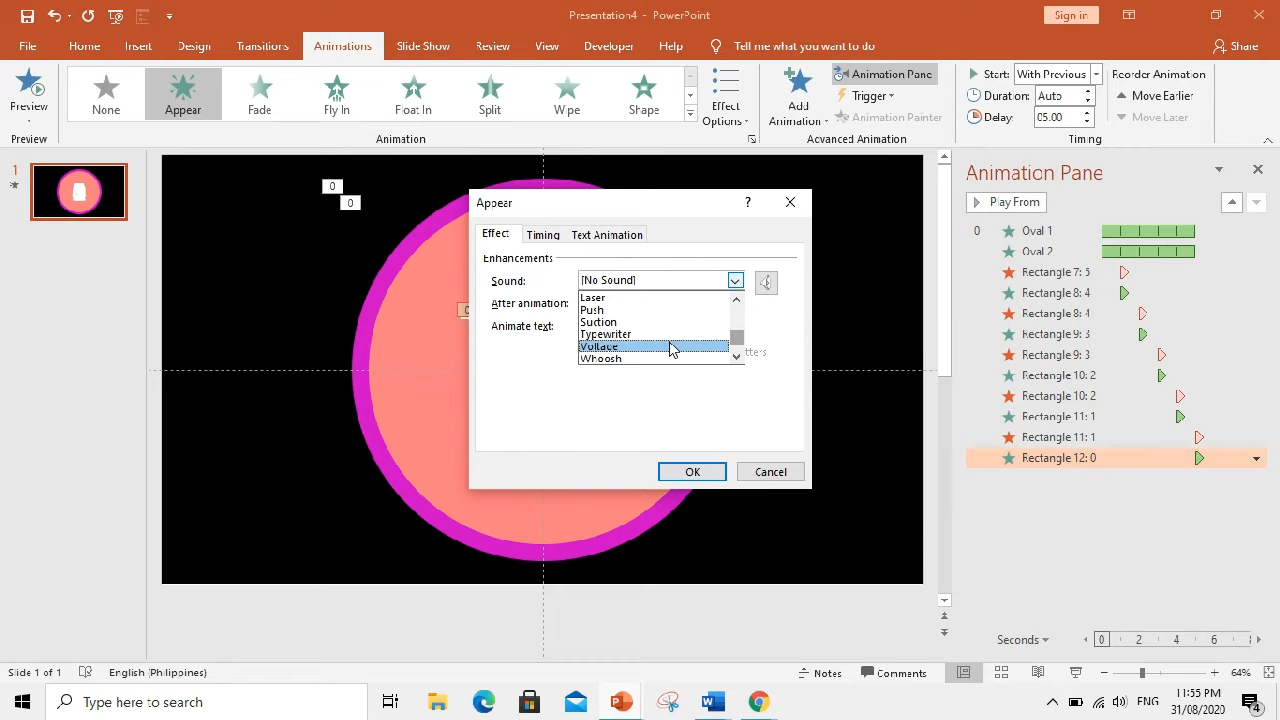 Presentation4 - PowerPoint
Sign in
File Home Insert Design Transitions Animations Slide Show Review View Developer Help Tell me what you want to do Share
Preview
Preview
None Appear Fade Fly In Float In Split Wipe Shape
Animation
Effect
Options
Add
Animation
Animation Pane
Trigger
Animation Painter
Advanced Animation
Start: With Previous
Duration: Auto
Delay: 05.00
Reorder Animation
Move Earlier
Move Later
Timing
1
0
0
0
Appear
?
Effect Timing Text Animation
Enhancements
Sound: [No Sound]
After animation:
Animate text:
Laser
Push
Suction
Typewriter
Voltage
Whoosh
tters
OK Cancel
Animation Pane
Play From
0 Oval 1
Oval 2
Rectangle 7: 5
Rectangle 8: 4
Rectangle 8: 4
Rectangle 9: 3
Rectangle 9: 3
Rectangle 10: 2
Rectangle 10: 2
Rectangle 11: 1
Rectangle 11: 1
Rectangle 12: 0
Seconds 0 2 4 6
Slide 1 of 1 English (Philipines) Notes Comments 64%
Type here to search
ENG
11:55 PM
31/08/2020
4